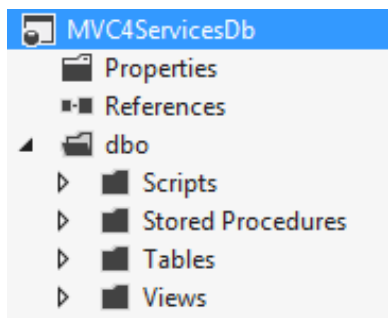 MVC4ServicesDb
Properties
References
dbo
Scripts
Stored Procedures
Tables
Views